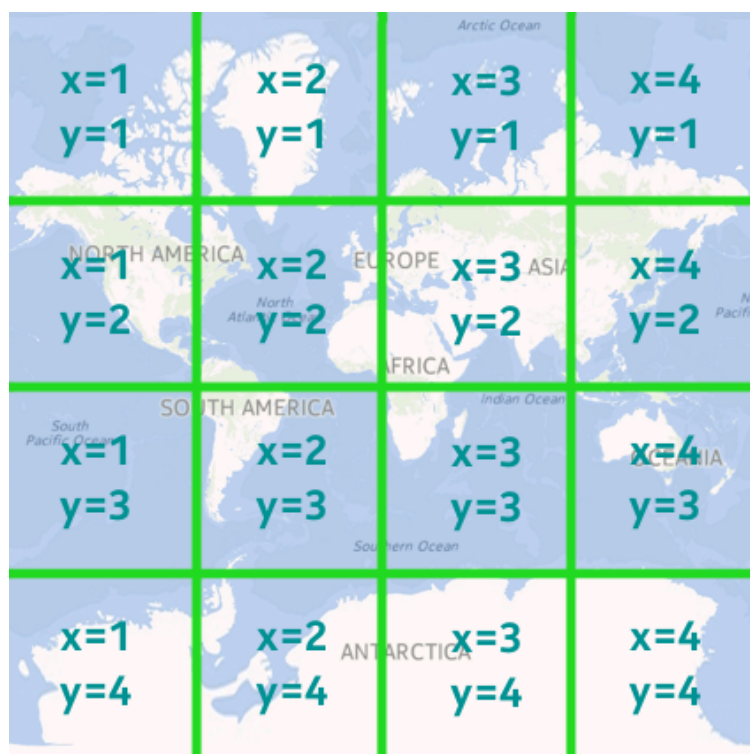 Arctic Ocean
x=1 x=2 x=3 x=4
y=1 y=1 y=1 y=1
NORTH AMERICA EUROPE ASIA
x=1 x=2 x=3 x=4
North
Pacific
y=2 y=2 y=2 y=2
AFRICA
Indian Ocean
SOUTH AMERICA
South
Pacific Ocean
x=1 x=2 x=3 x=4
OCEANIA
y=3 y=3 y=3 y=3
Southern Ocean
x=1 x=2 x=3 x=4
ANTARCTICA
y=4 y=4 y=4 y=4